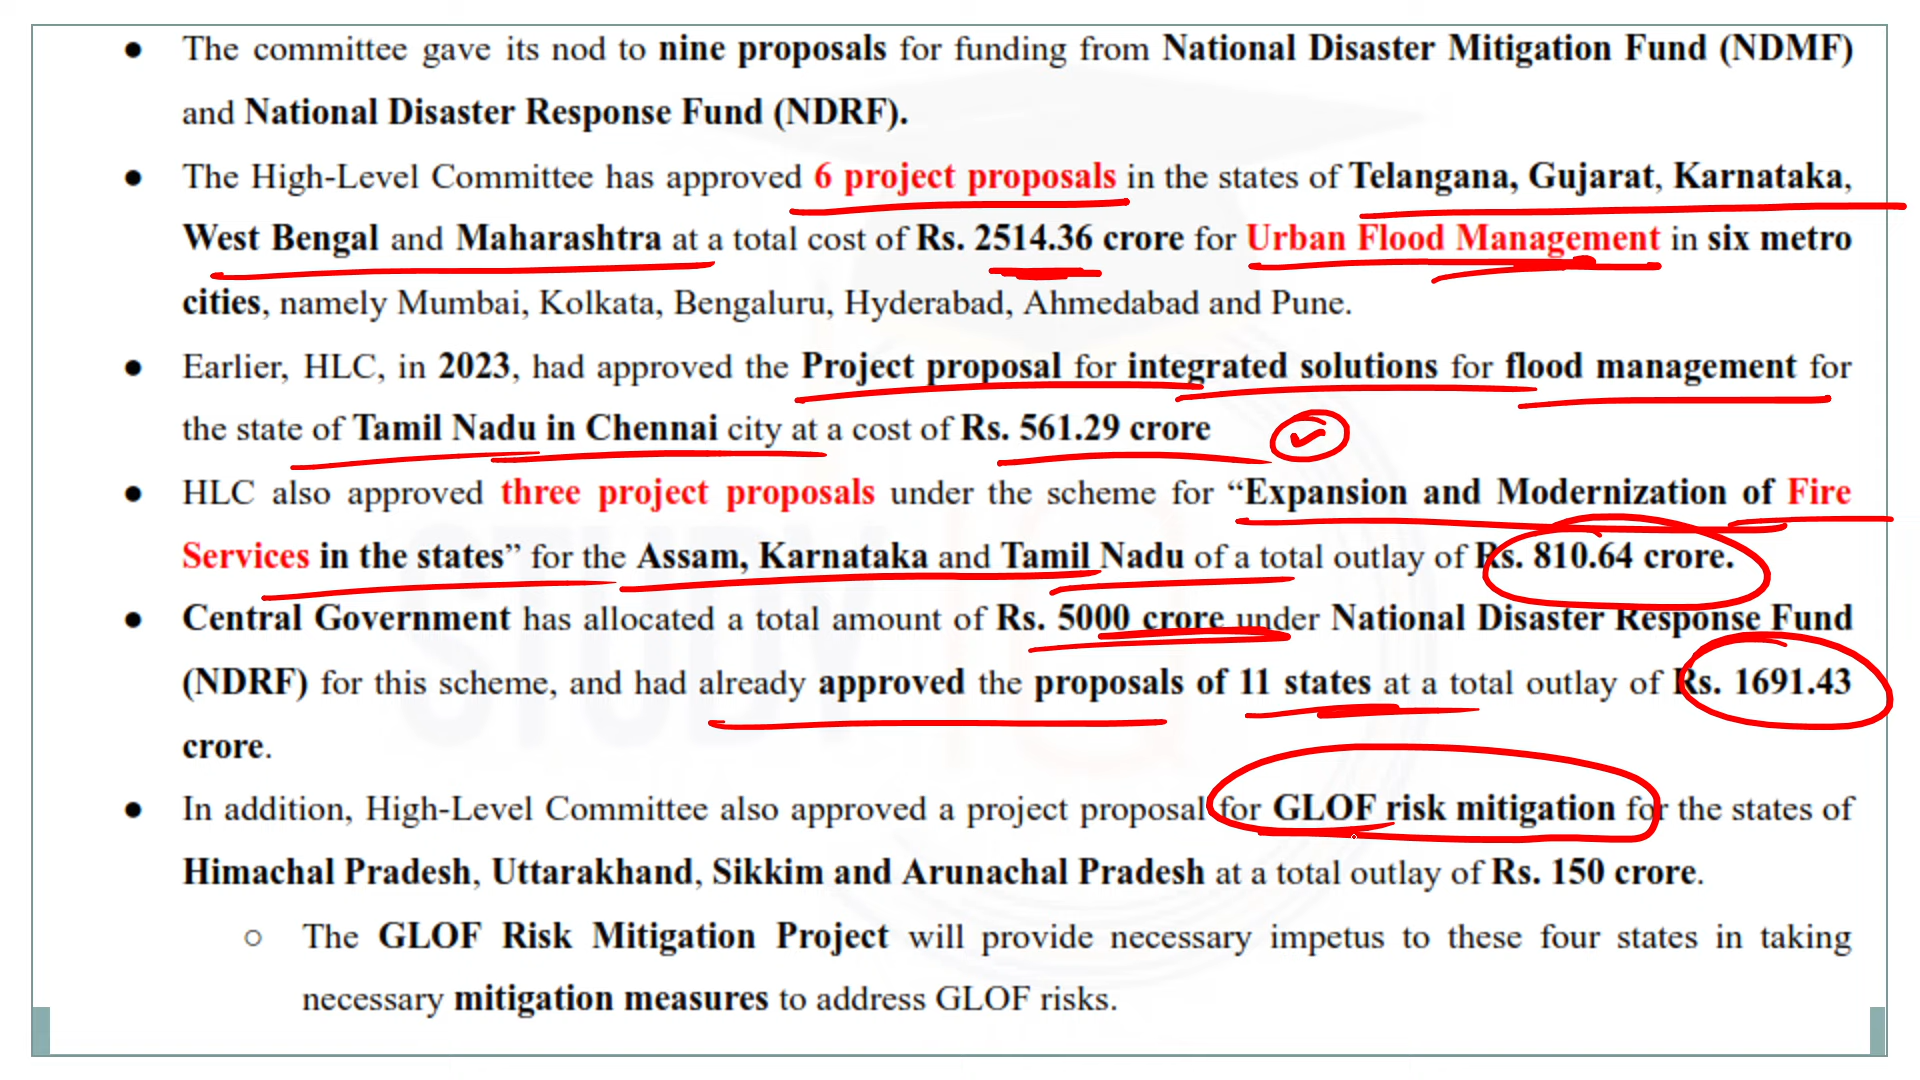 ● The committee gave its nod to nine proposals for funding from National Disaster Mitigation Fund (NDMF)
and National Disaster Response Fund (NDRF).
● The High-Level Committee has approved 6 project proposals in the states of Telangana, Gujarat, Karnataka,
West Bengal and Maharashtra at a total cost of Rs. 2514.36 crore for Urban Flood Management in six metro
cities, namely Mumbai, Kolkata, Bengaluru, Hyderabad, Ahmedabad and Pune.
● Earlier, HLC, in 2023, had approved the Project proposal for integrated solutions for flood management for
the state of Tamil Nadu in Chennai city at a cost of Rs. 561.29 crore
● HLC also approved three project proposals under the scheme for “Expansion and Modernization of Fire
Services in the states” for the Assam, Karnataka and Tamil Nadu of a total outlay of Rs. 810.64 crore.
● Central Government has allocated a total amount of Rs. 5000 crore under National Disaster Response Fund
(NDRF) for this scheme, and had already approved the proposals of 11 states at a total outlay of Rs. 1691.43
crore.
● In addition, High-Level Committee also approved a project proposal for GLOF risk mitigation for the states of
Himachal Pradesh, Uttarakhand, Sikkim and Arunachal Pradesh at a total outlay of Rs. 150 crore.
○ The GLOF Risk Mitigation Project will provide necessary impetus to these four states in taking
necessary mitigation measures to address GLOF risks.
STUDY IQ